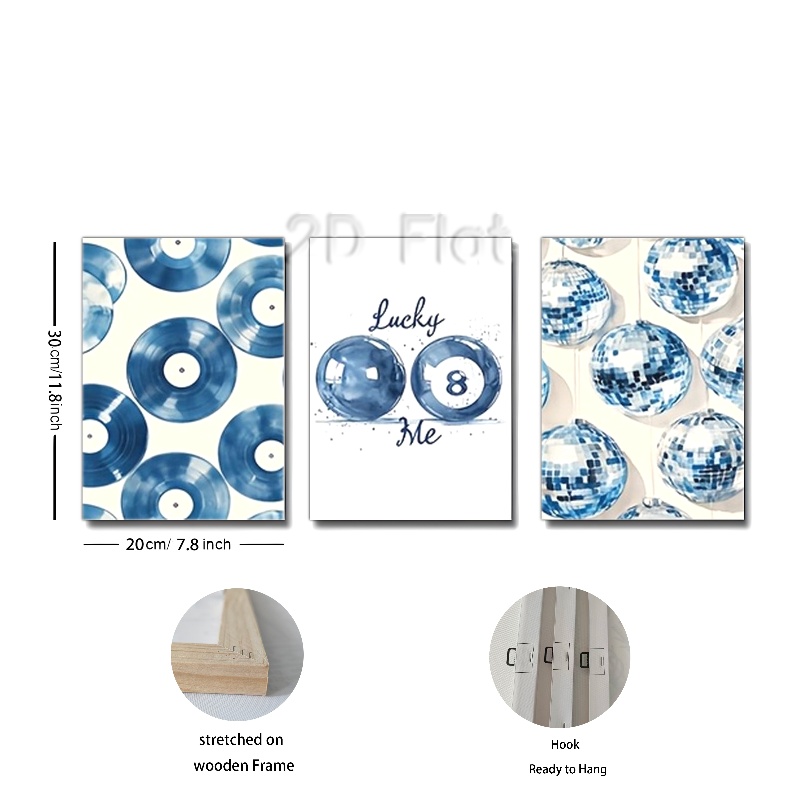 2D Flat
Lucky
8
Me
30cm/11.8inch
20cm/ 7.8 inch
stretched on
wooden Frame
Hook
Ready to Hang